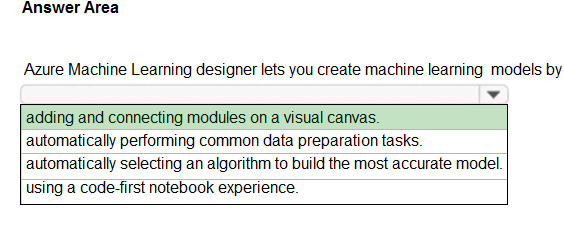 Answer Area
Azure Machine Learning designer lets you create machine learning models by
adding and connecting modules on a visual canvas.
automatically performing common data preparation tasks.
automatically selecting an algorithm to build the most accurate model.
using a code-first notebook experience.